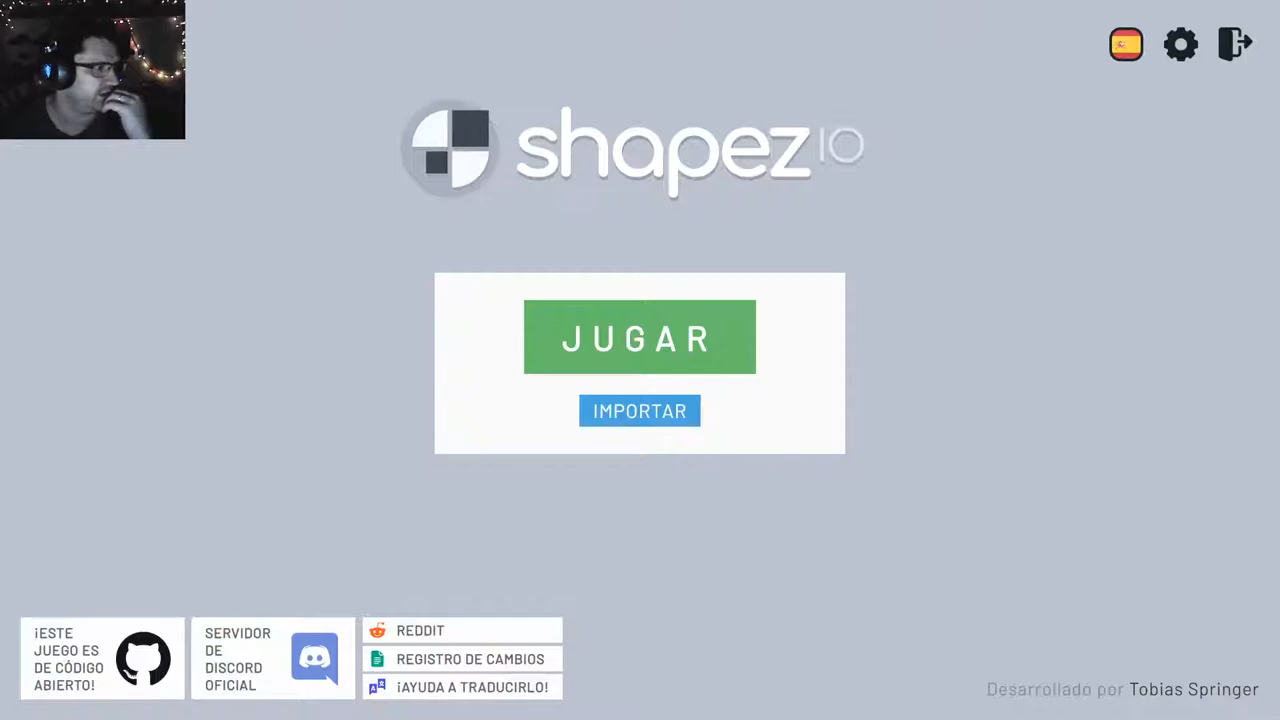 shapez IO
JUGAR
IMPORTAR
¡ESTE
JUEGO ES
DE CÓDIGO
ABIERTO!
SERVIDOR
DE
DISCORD
OFICIAL
REDDIT
REGISTRO DE CAMBIOS
¡AYUDA A TRADUCIRLO!
Desarrollado por Tobias Springer